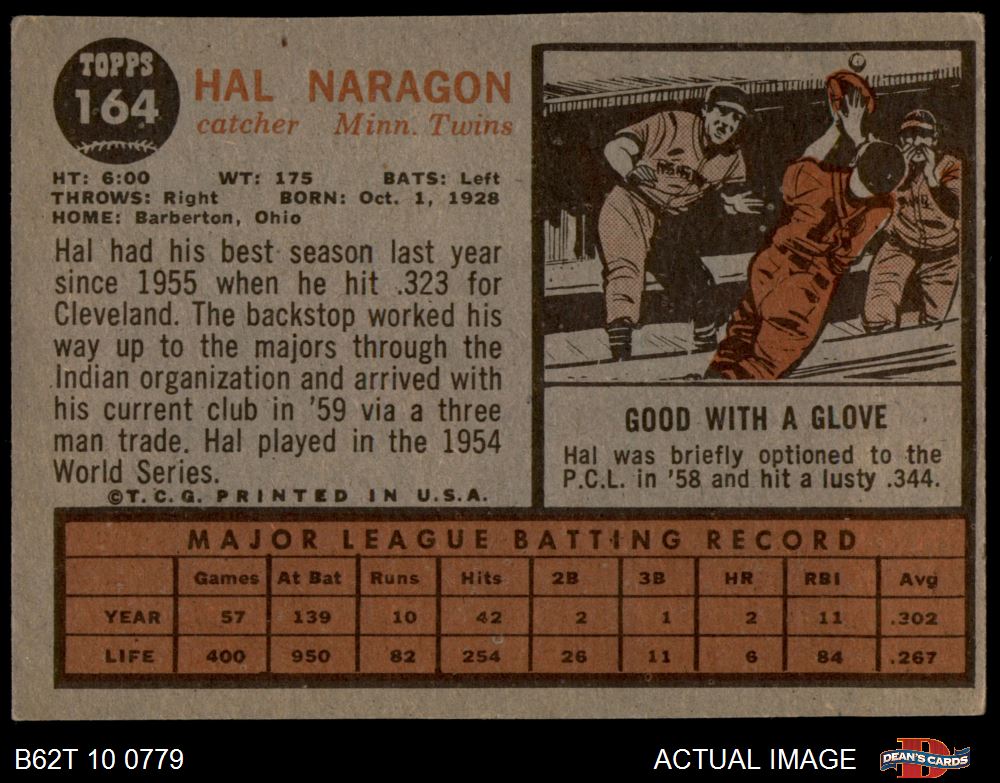 TOPPS
164
HAL NARAGON
catcher Minn. Twins
HT: 6:00 WT: 175 BATS: Left
THROWS: Right BORN: Oct. 1, 1928
HOME: Barberton, Ohio
Hal had his best season last year
since 1955 when he hit .323 for
Cleveland. The backstop worked his
way up to the majors through the
Indian organization and arrived with
his current club in '59 via a three
man trade. Hal played in the 1954
World Series.
©T.C.G. PRINTED IN U.S.A.
GOOD WITH A GLOVE
Hal was briefly optioned to the
P.C.L. in '58 and hit a lusty .344.
MAJOR LEAGUE BATTING RECORD
Games At Bat Runs Hits 2B 3B HR RBI Avg
YEAR 57 139 10 42 2 1 2 11 .302
LIFE 400 950 82 254 26 11 6 84 .267
B62T 10 0779 ACTUAL IMAGE
DEAN'S CARDS